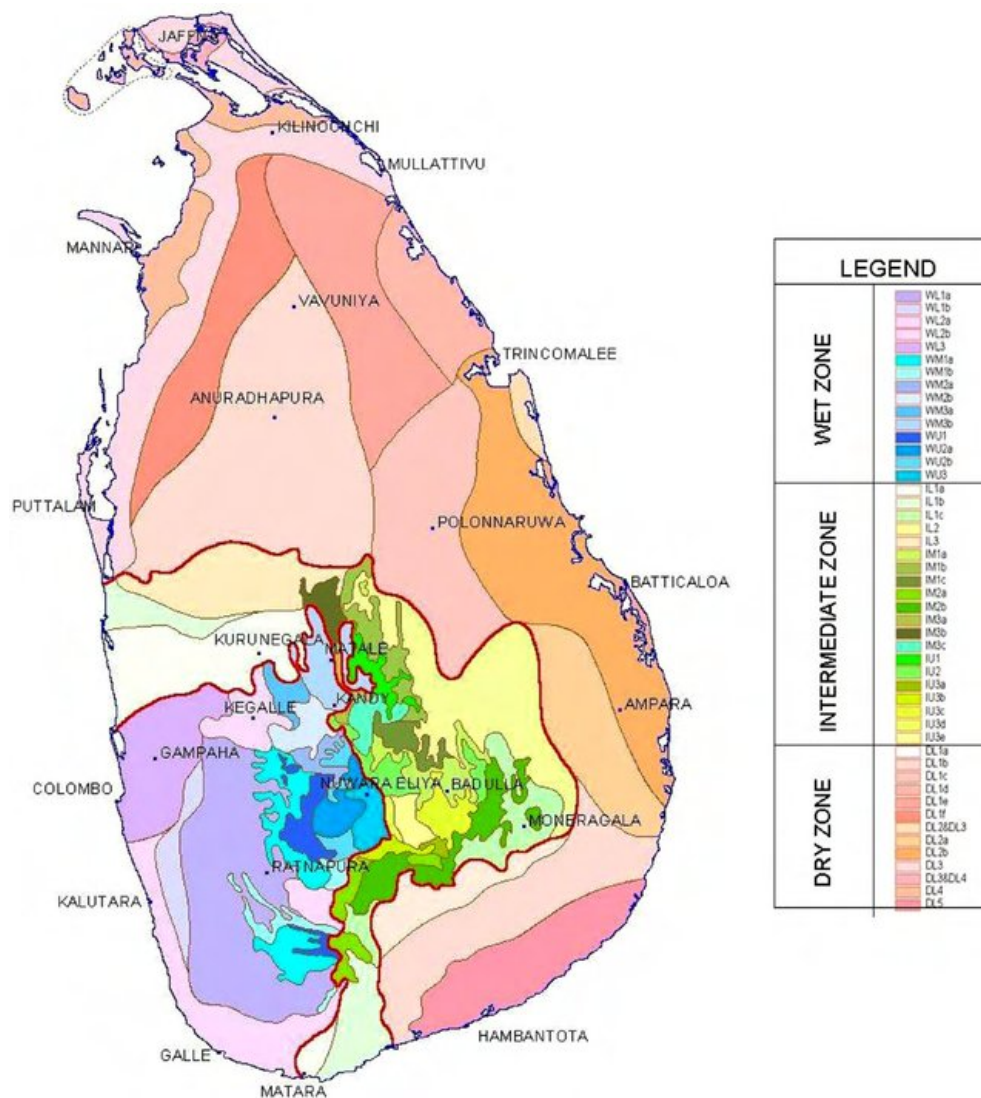 JAFFN
KILINOCHCHI
MULLATTIVU
MANNAR
VAVUNIYA
TRINCOMALEE
ANURADHAPURA
PUTTALAM
POLONNARUWA
BATTICALOA
KURUNEGALA
MATALE
AMPARA
KANDY
KEGALLE
GAMPAHA
NUWARA ELIYA
BADULLA
COLOMBO
MONERAGALA
RATNAPURA
KALUTARA
HAMBANTOTA
GALLE
MATARA
LEGEND
WET ZONE
WL1a
WL1b
WL2a
WL2b
WL3
WM1a
WM1b
WM2a
WM2b
WM3a
WM3b
WU1
WU2a
WU2b
WU3
INTERMEDIATE ZONE
IL1a
IL1b
IL1c
IL2
IL3
IM1a
IM1b
IM1c
IM2a
IM2b
IM3a
IM3b
IM3c
IU1
IU2
IU3a
IU3b
IU3c
IU3d
IU3e
DRY ZONE
DL1a
DL1b
DL1c
DL1d
DL1e
DL1f
DL2&DL3
DL2a
DL2b
DL3
DL3&DL4
DL4
DL5